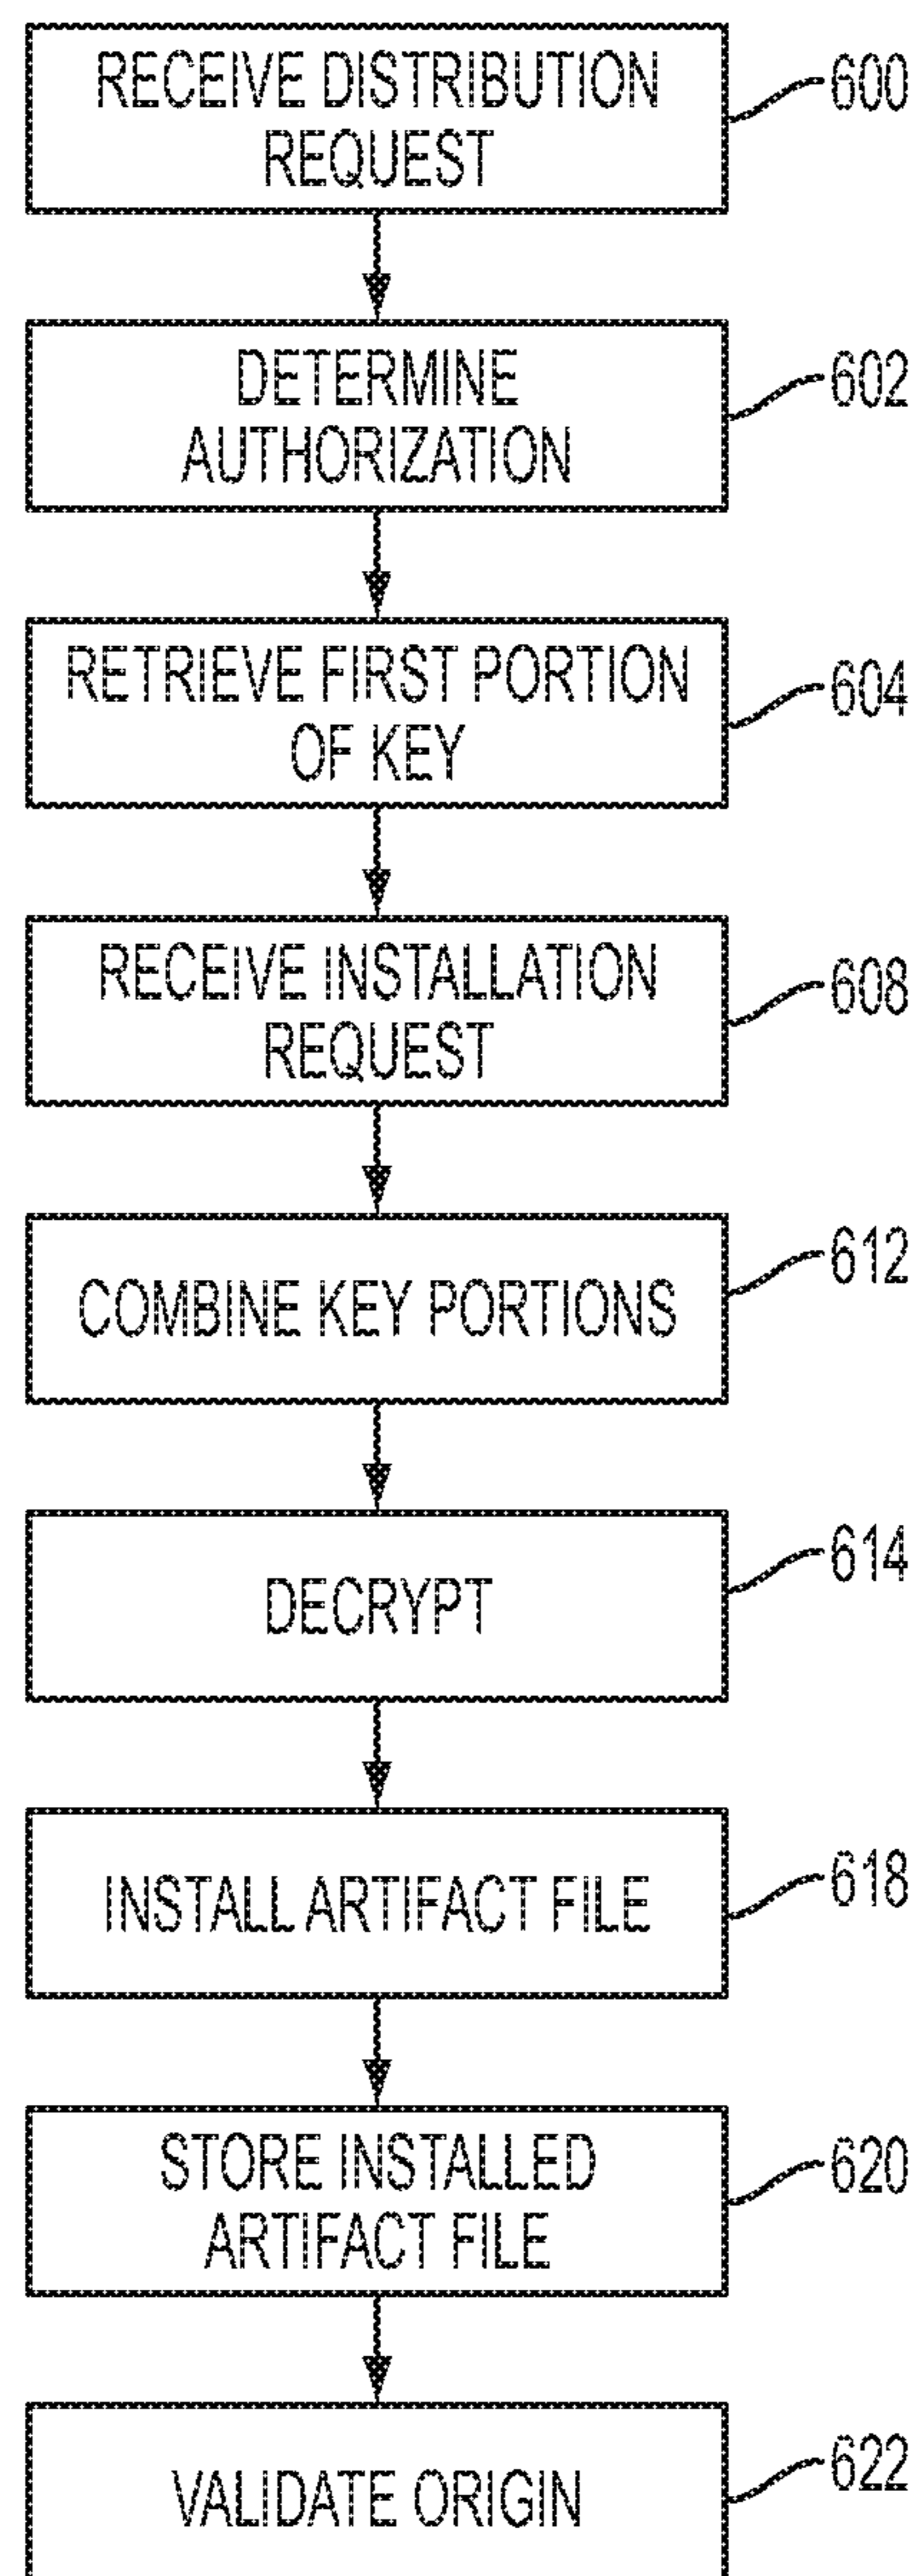 RECEIVE DISTRIBUTION
REQUEST
600
DETERMINE
AUTHORIZATION
602
RETRIEVE FIRST PORTION
OF KEY
604
RECEIVE INSTALLATION
REQUEST
608
COMBINE KEY PORTIONS
612
DECRYPT
614
INSTALL ARTIFACT FILE
618
STORE INSTALLED
ARTIFACT FILE
620
VALIDATE ORIGIN
622